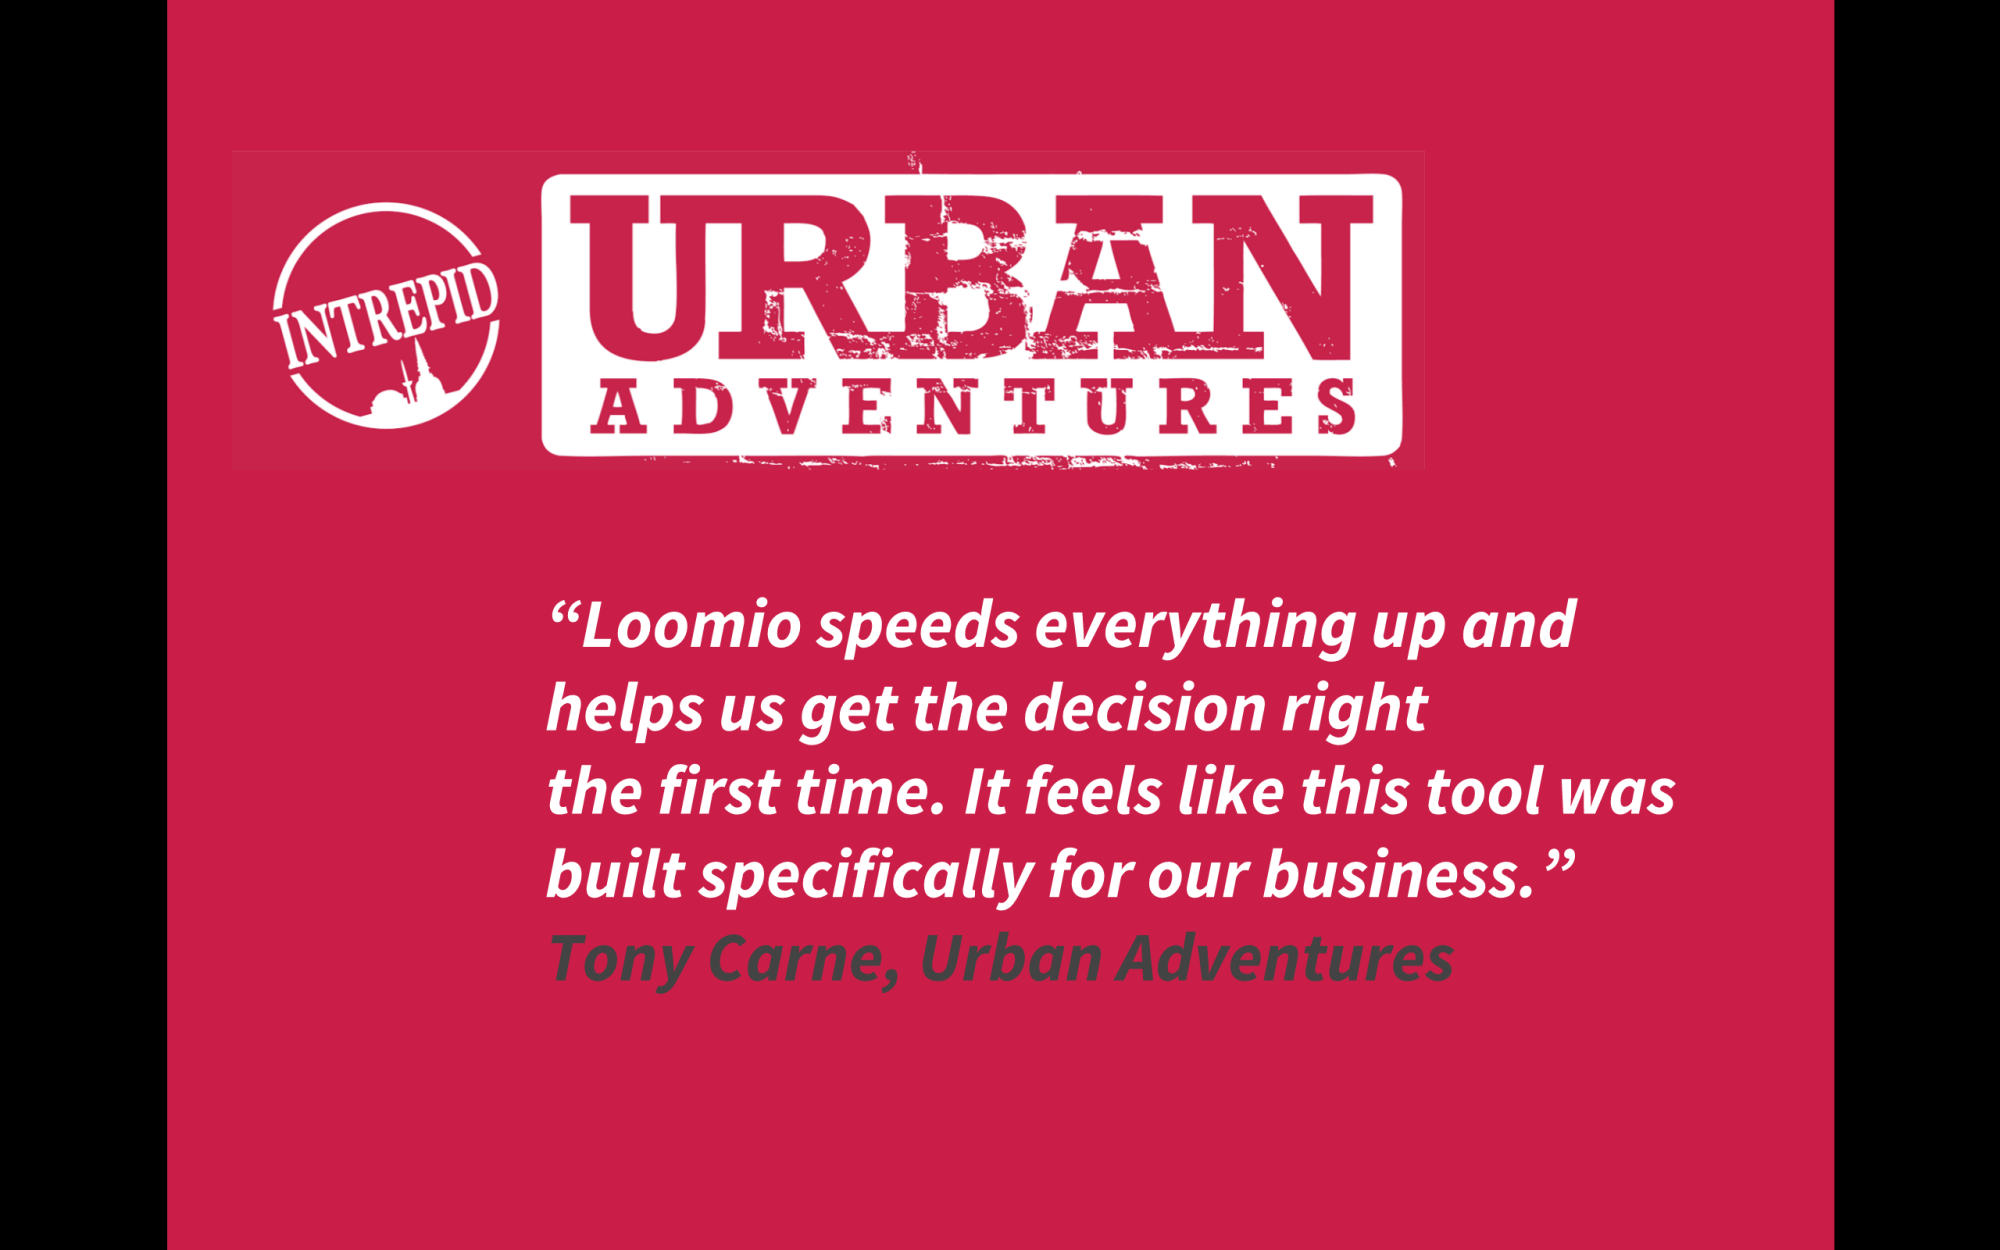 INTREPID
URBAN
ADVENTURES
“Loomio speeds everything up and
helps us get the decision right
the first time. It feels like this tool was
built specifically for our business.”
Tony Carne, Urban Adventures